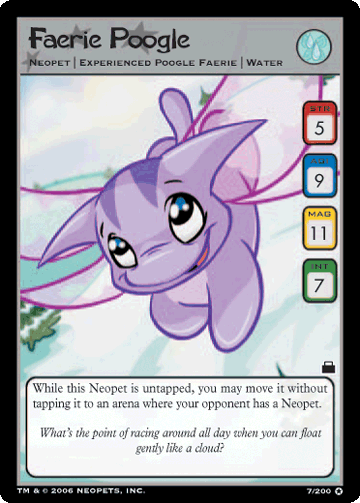 Faerie Poogle
Neopet | Experienced Poogle Faerie | Water
STR
5
AGI
9
MAG
11
INT
7
While this Neopet is untapped, you may move it without
tapping it to an arena where your opponent has a Neopet.
What's the point of racing around all day when you can float
gently like a cloud?
TM & © 2006 NEOPETS, INC.
7/200